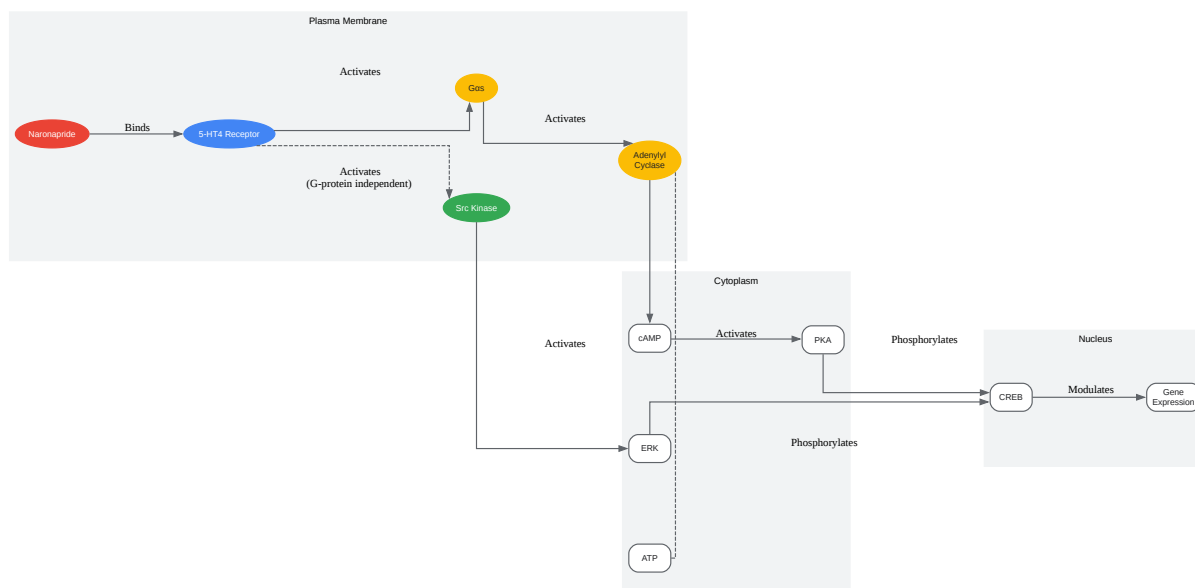 Plasma Membrane
Activates
Gαs
Naronapride
Binds
5-HT4 Receptor
Activates
Adenylyl
Cyclase
Activates
(G-protein independent)
Src Kinase
Cytoplasm
cAMP
Activates
PKA
Activates
Phosphorylates
Nucleus
CREB
Modulates
Gene
Expression
ERK
Phosphorylates
ATP